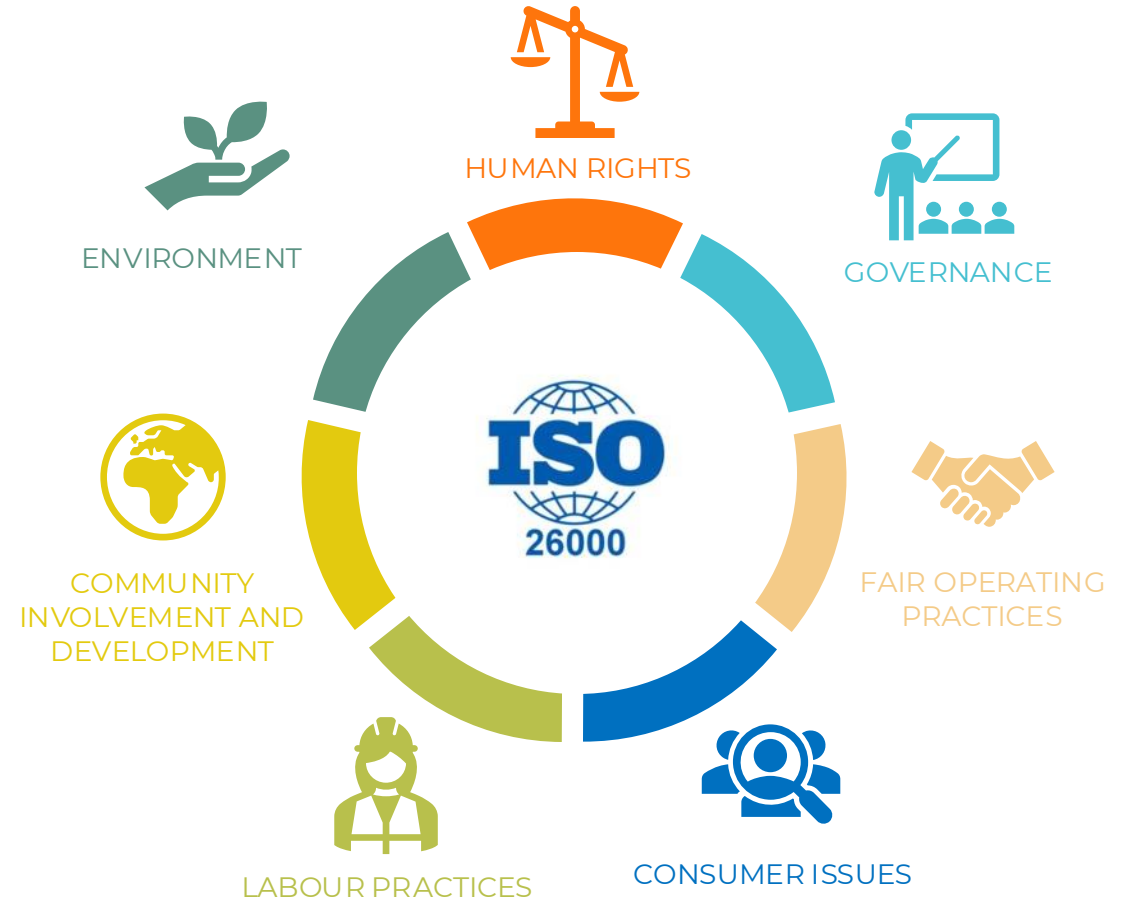 HUMAN RIGHTS
GOVERNANCE
ENVIRONMENT
ISO
26000
FAIR OPERATING
PRACTICES
COMMUNITY
INVOLVEMENT AND
DEVELOPMENT
CONSUMER ISSUES
LABOUR PRACTICES